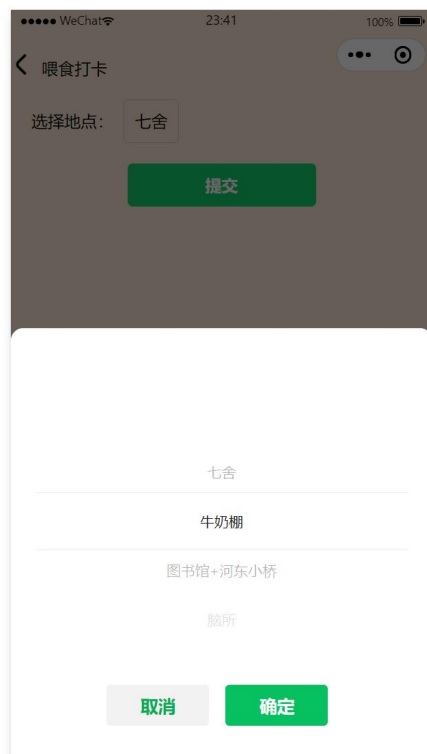 WeChat 23:41 100%
喂食打卡
选择地点： 七舍
提交
七舍
牛奶棚
图书馆+河东小桥
脑所
取消 确定